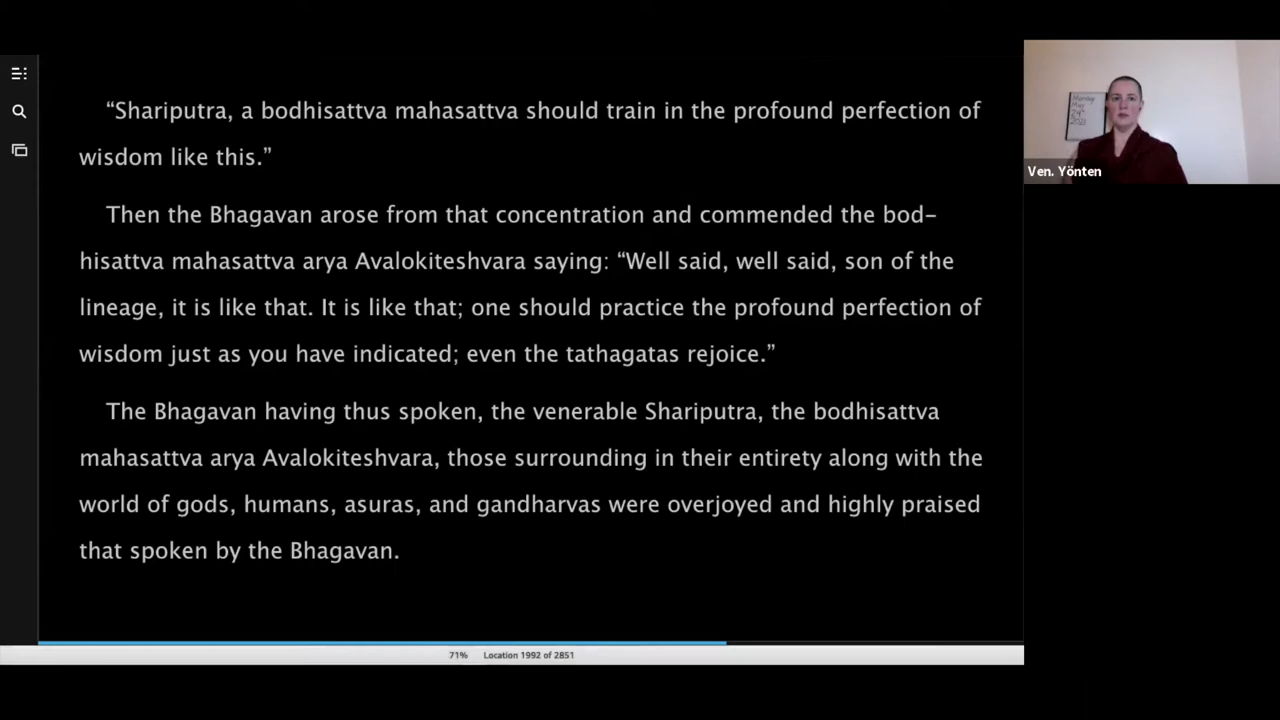 “Shariputra, a bodhisattva mahasattva should train in the profound perfection of
wisdom like this.”
Then the Bhagavan arose from that concentration and commended the bod-
hisattva mahasattva arya Avalokiteshvara saying: “Well said, well said, son of the
lineage, it is like that. It is like that; one should practice the profound perfection of
wisdom just as you have indicated; even the tathagatas rejoice.”
The Bhagavan having thus spoken, the venerable Shariputra, the bodhisattva
mahasattva arya Avalokiteshvara, those surrounding in their entirety along with the
world of gods, humans, asuras, and gandharvas were overjoyed and highly praised
that spoken by the Bhagavan.
71% Location 1992 of 2851
Monday
24th
2021
Ven. Yönten